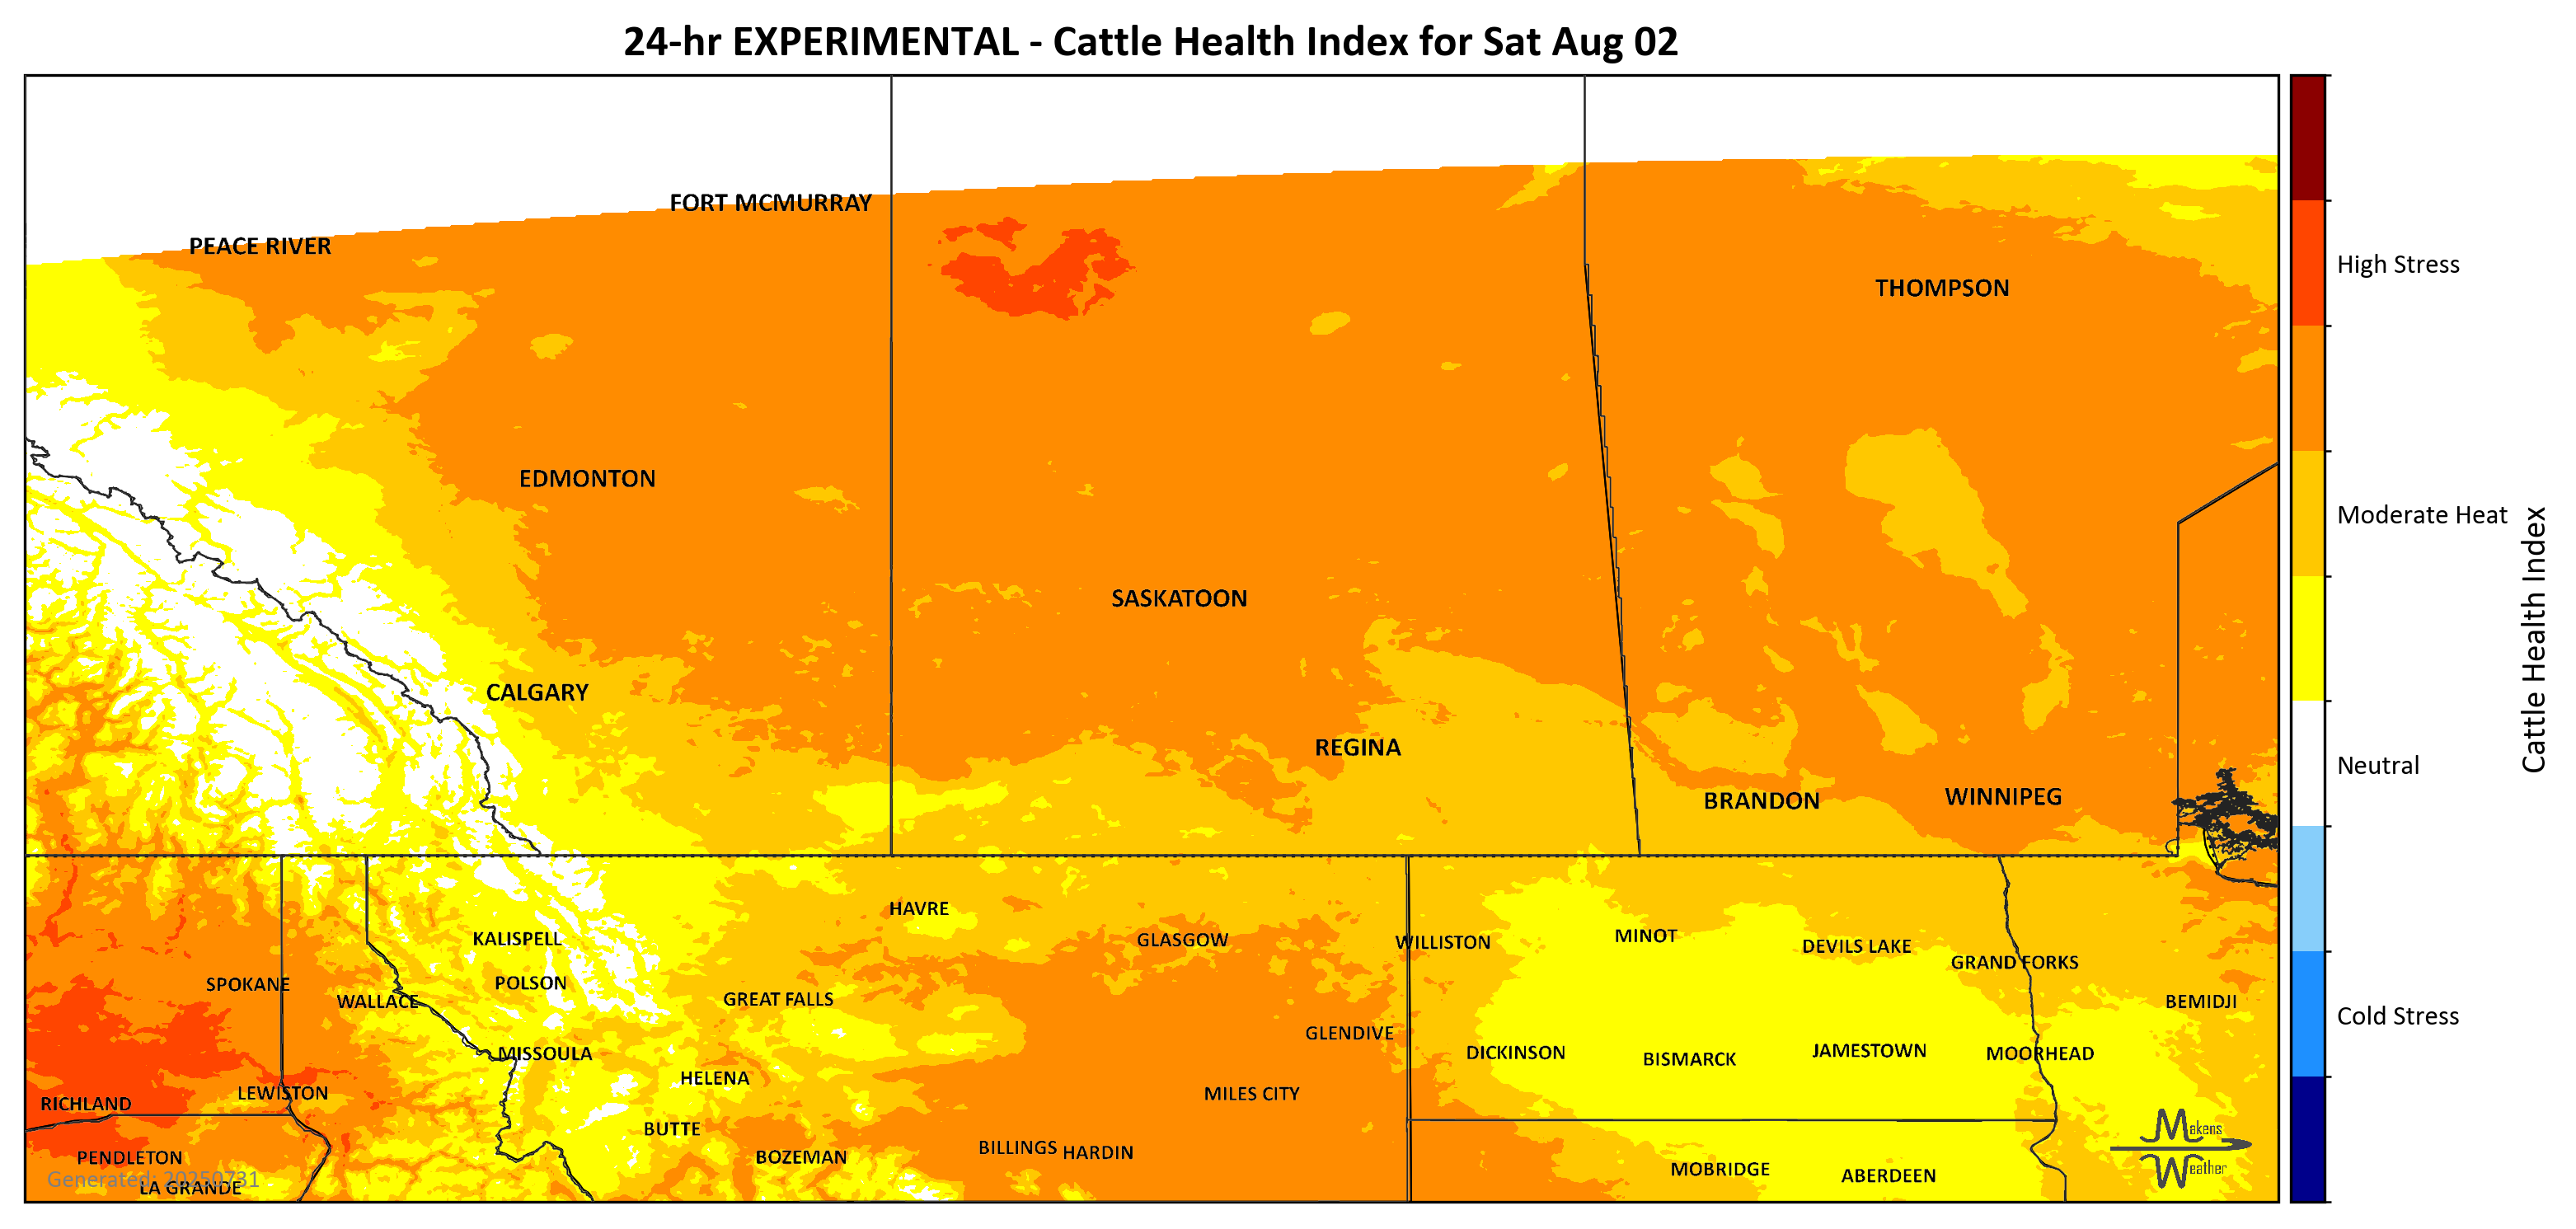 24-hr EXPERIMENTAL - Cattle Health Index for Sat Aug 02
FORT MCMURRAY
PEACE RIVER
High Stress
THOMPSON
EDMONTON
Moderate Heat
SASKATOON
Cattle Health Index
CALGARY
REGINA
Neutral
BRANDON
WINNIPEG
HAVRE
KALISPELL
GLASGOW
WILLISTON
MINOT
DEVILS LAKE
GRAND FORKS
SPOKANE
POLSON
WALLACE
GREAT FALLS
BEMIDJI
Cold Stress
GLENDIVE
MISSOULA
DICKINSON
BISMARCK
JAMESTOWN
MOORHEAD
HELENA
LEWISTON
MILES CITY
RICHLAND
BUTTE
Makens
Weather
PENDLETON
BOZEMAN
BILLINGS
HARDIN
MOBRIDGE
ABERDEEN
Generated: 20250731
LA GRANDE